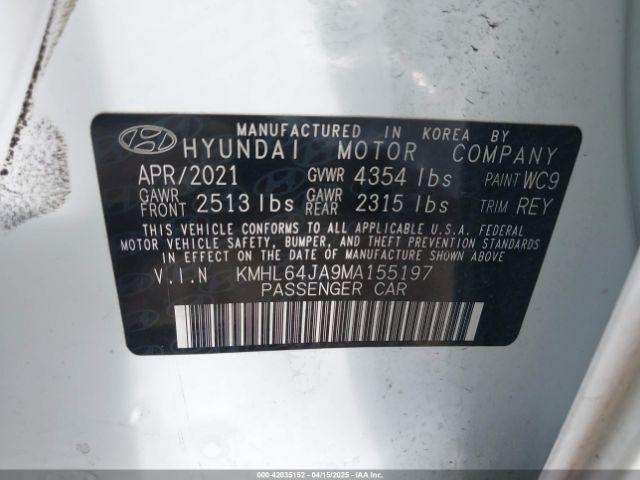 MANUFACTURED IN KOREA BY
HYUNDAI MOTOR COMPANY
APR/2021 GVWR 4354 lbs PAINT WC9
GAWR FRONT 2513 lbs GAWR REAR 2315 lbs TRIM REY
THIS VEHICLE CONFORMS TO ALL APPLICABLE U.S.A. FEDERAL
MOTOR VEHICLE SAFETY, BUMPER, AND THEFT PREVENTION
STANDARDS IN EFFECT ON THE DATE OF MANUFACTURE SHOWN ABOVE.
V.I.N KMHL64JA9MA155197
PASSENGER CAR
000-42035152 - 04/15/2025 - IAAI.COM